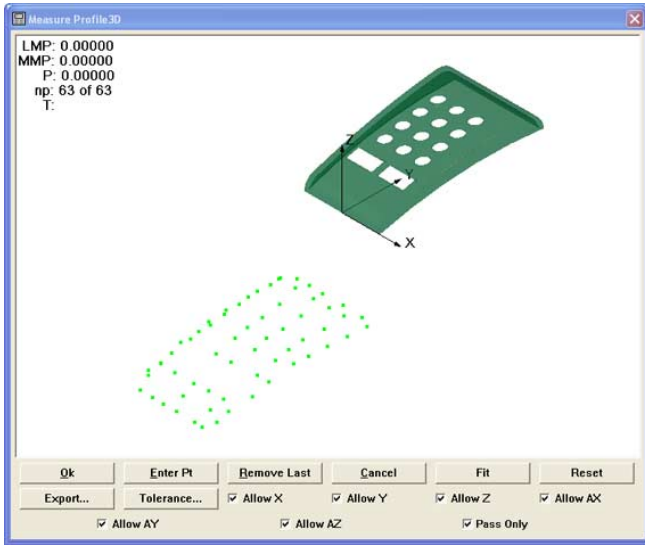 Measure Profile3D
LMP: 0.00000
MMP: 0.00000
P: 0.00000
np: 63 of 63
T:
Z
Y
X
Ok Enter Pt Remove Last Cancel Fit Reset
Export... Tolerance... Allow X Allow Y Allow Z Allow AX
Allow AY Allow AZ Pass Only